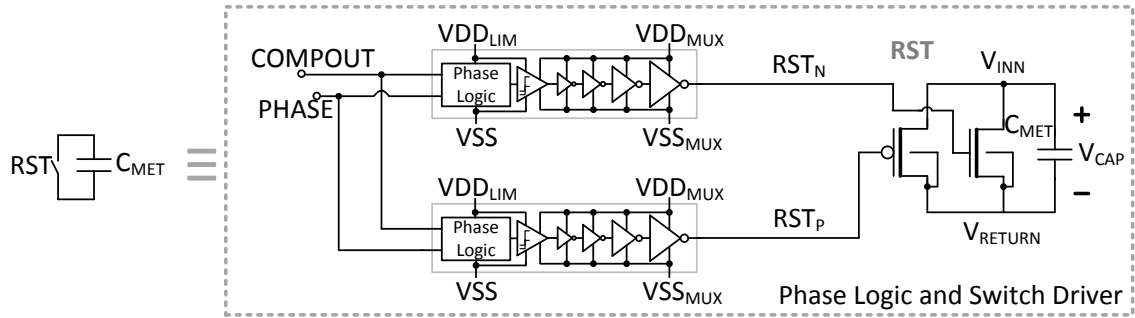 VDD_LIM VDD_MUX
COMPOUT
PHASE
Phase
Logic
VSS VSS_MUX
RST_N
RST
V_INN
C_MET
+
V_CAP
−
RST C_MET
VDD_LIM VDD_MUX
Phase
Logic
VSS VSS_MUX
RST_P
V_RETURN
Phase Logic and Switch Driver